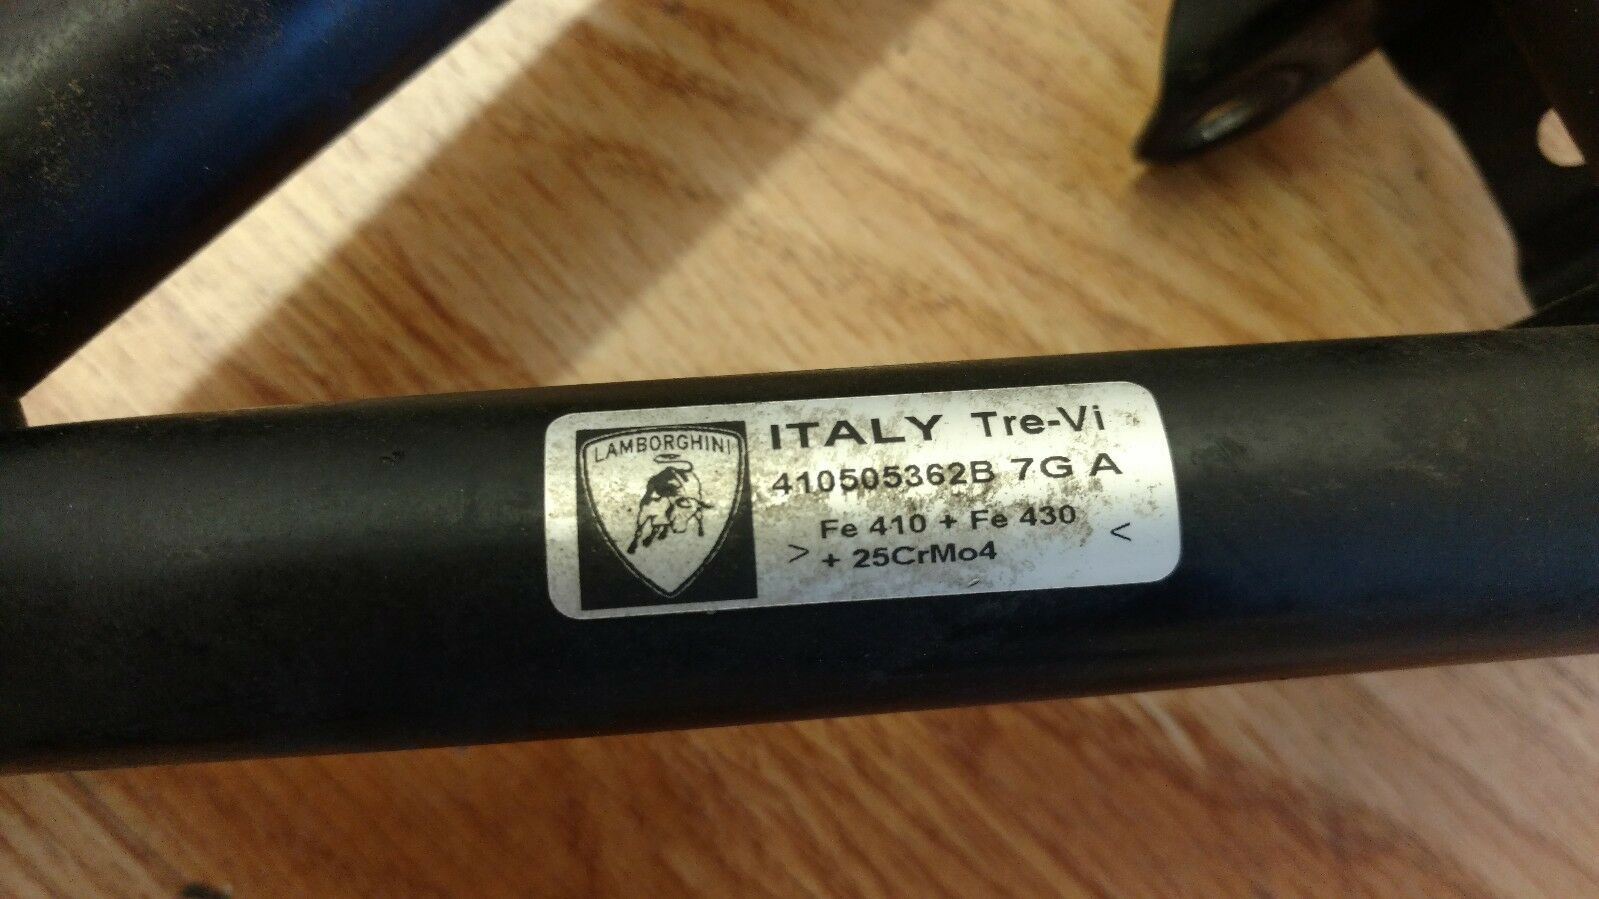 LAMBORGHINI
ITALY Tre-Vi
410505362B 7G A
> Fe 410 + Fe 430 <
+ 25CrMo4